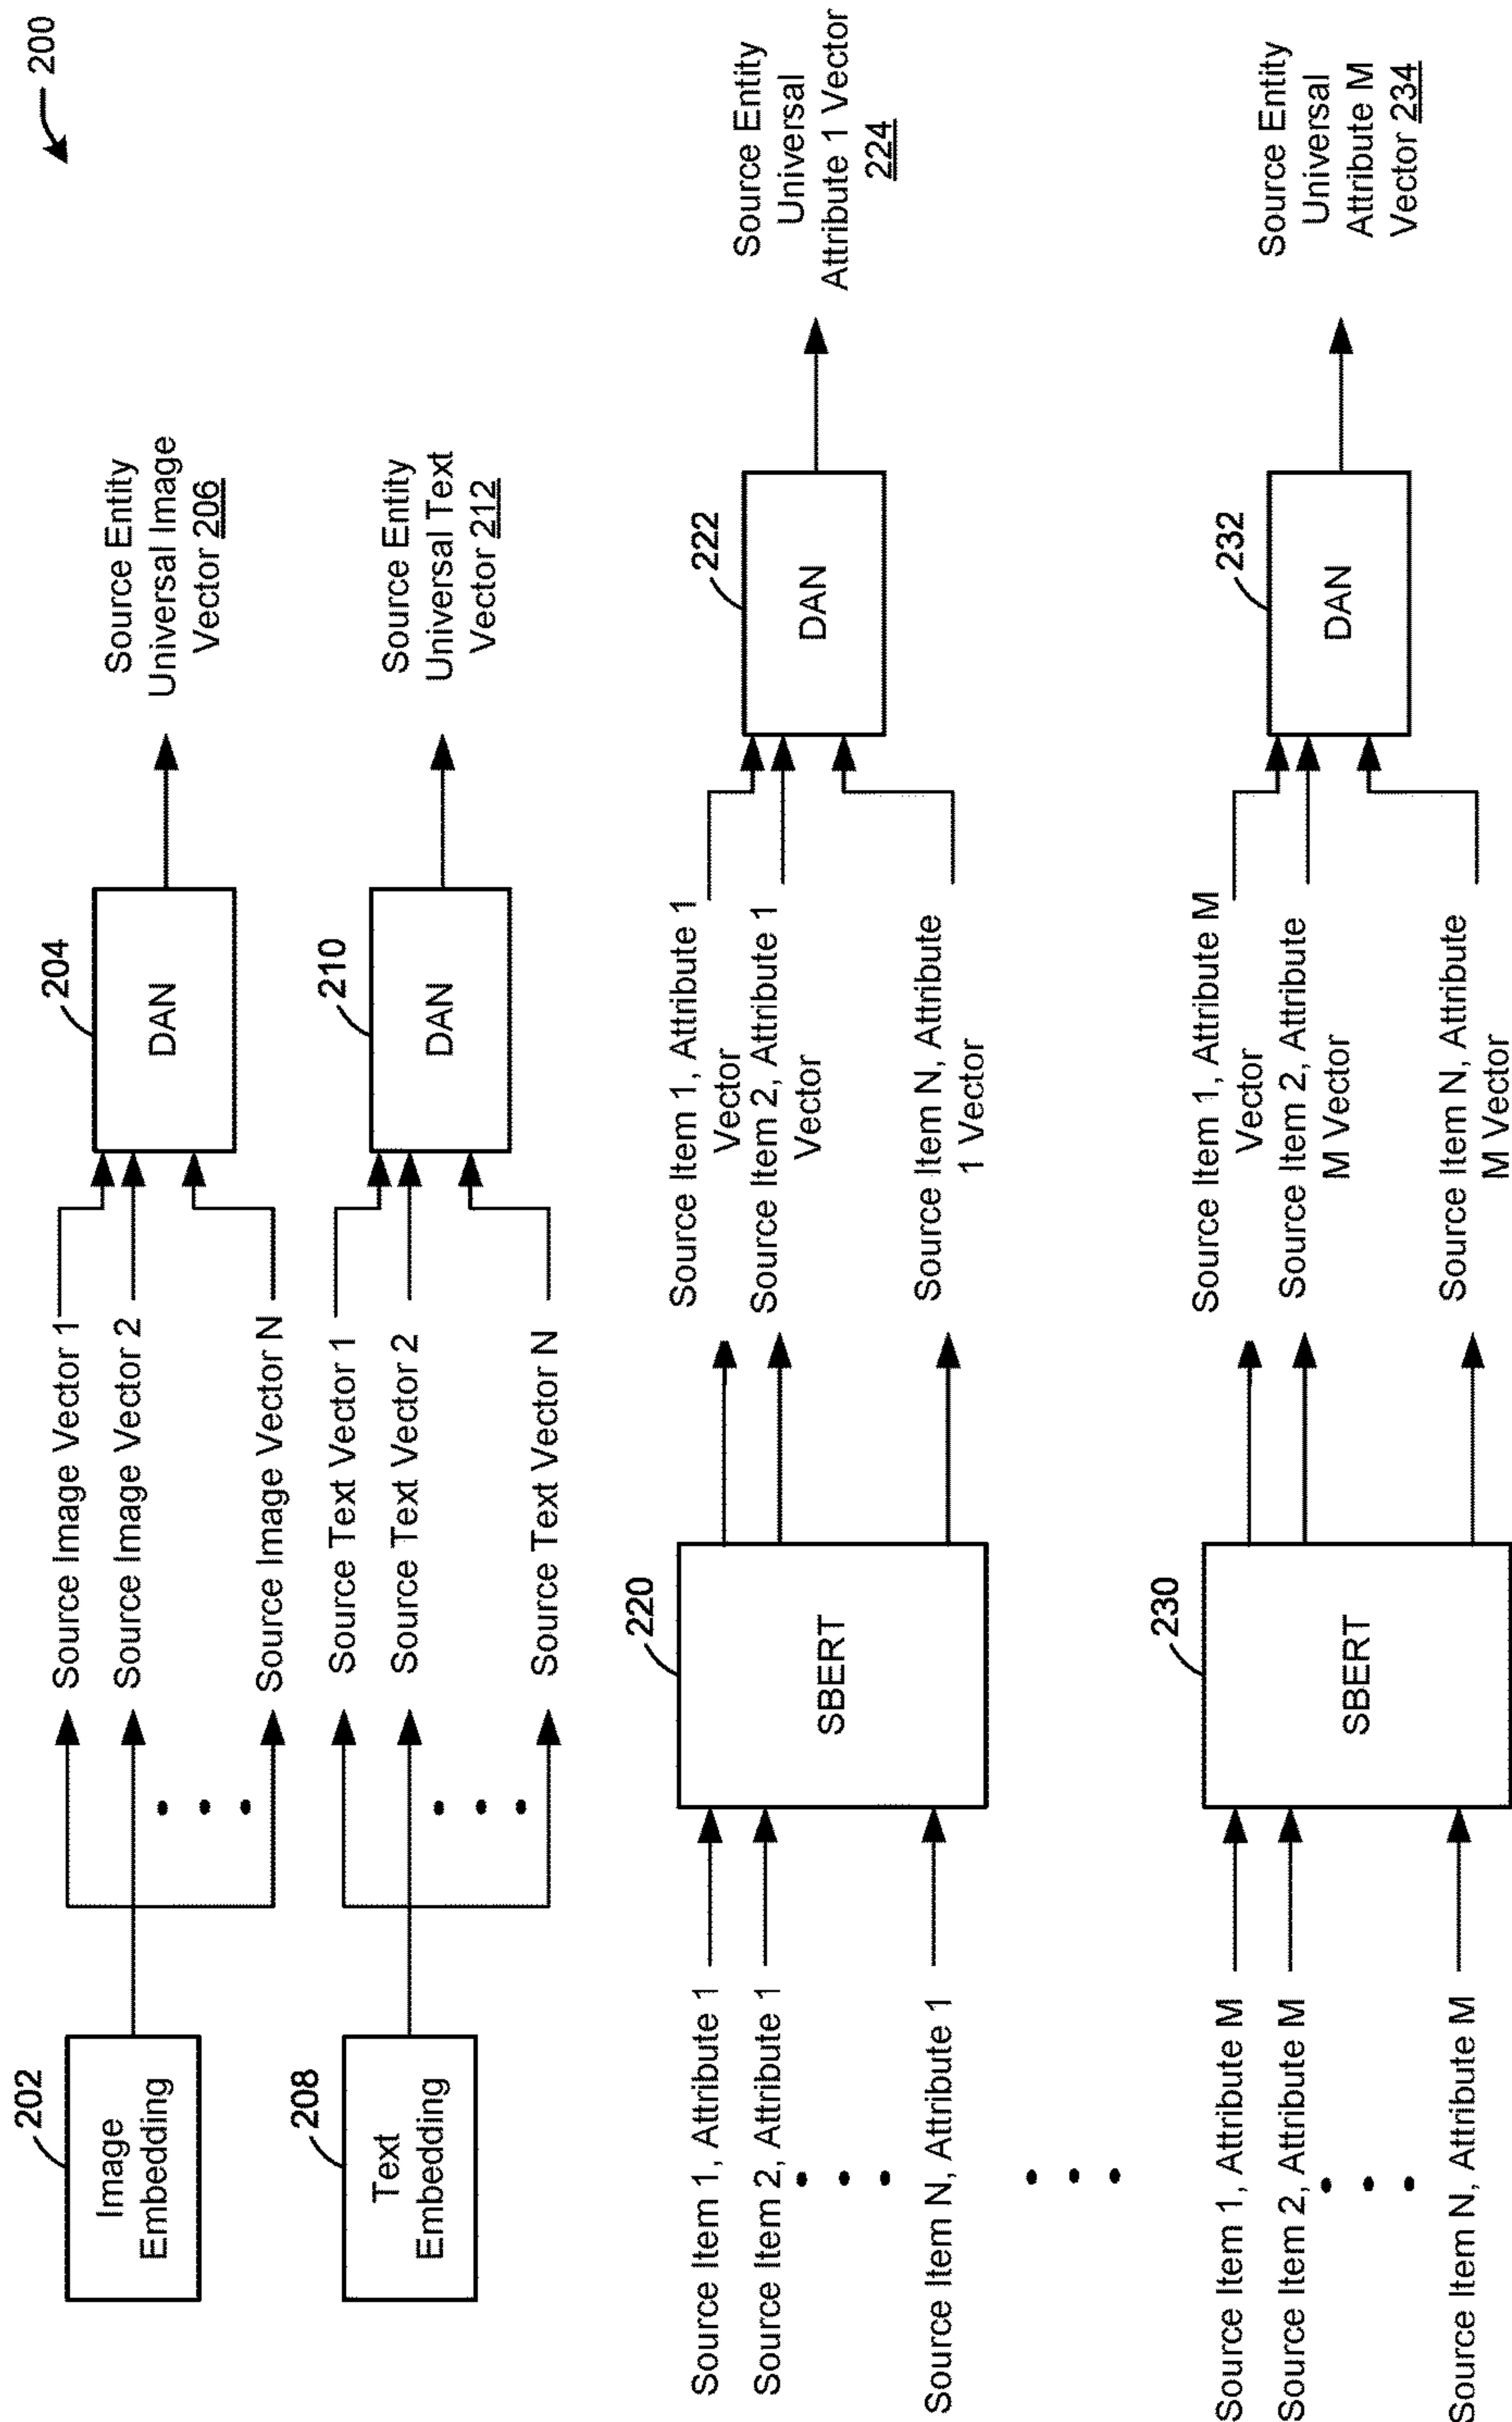 200
202
Image
Embedding
Source Image Vector 1
Source Image Vector 2
Source Image Vector N
204
DAN
Source Entity
Universal Image
Vector 206
208
Text
Embedding
Source Text Vector 1
Source Text Vector 2
Source Text Vector N
210
DAN
Source Entity
Universal Text
Vector 212
Source Item 1, Attribute 1
Source Item 2, Attribute 1
Source Item N, Attribute 1
220
SBERT
Source Item 1, Attribute 1
Vector
Source Item 2, Attribute 1
Vector
Source Item N, Attribute
1 Vector
222
DAN
Source Entity
Universal
Attribute 1 Vector
224
Source Item 1, Attribute M
Source Item 2, Attribute M
Source Item N, Attribute M
230
SBERT
Source Item 1, Attribute M
Vector
Source Item 2, Attribute
M Vector
Source Item N, Attribute
M Vector
232
DAN
Source Entity
Universal
Attribute M
Vector 234